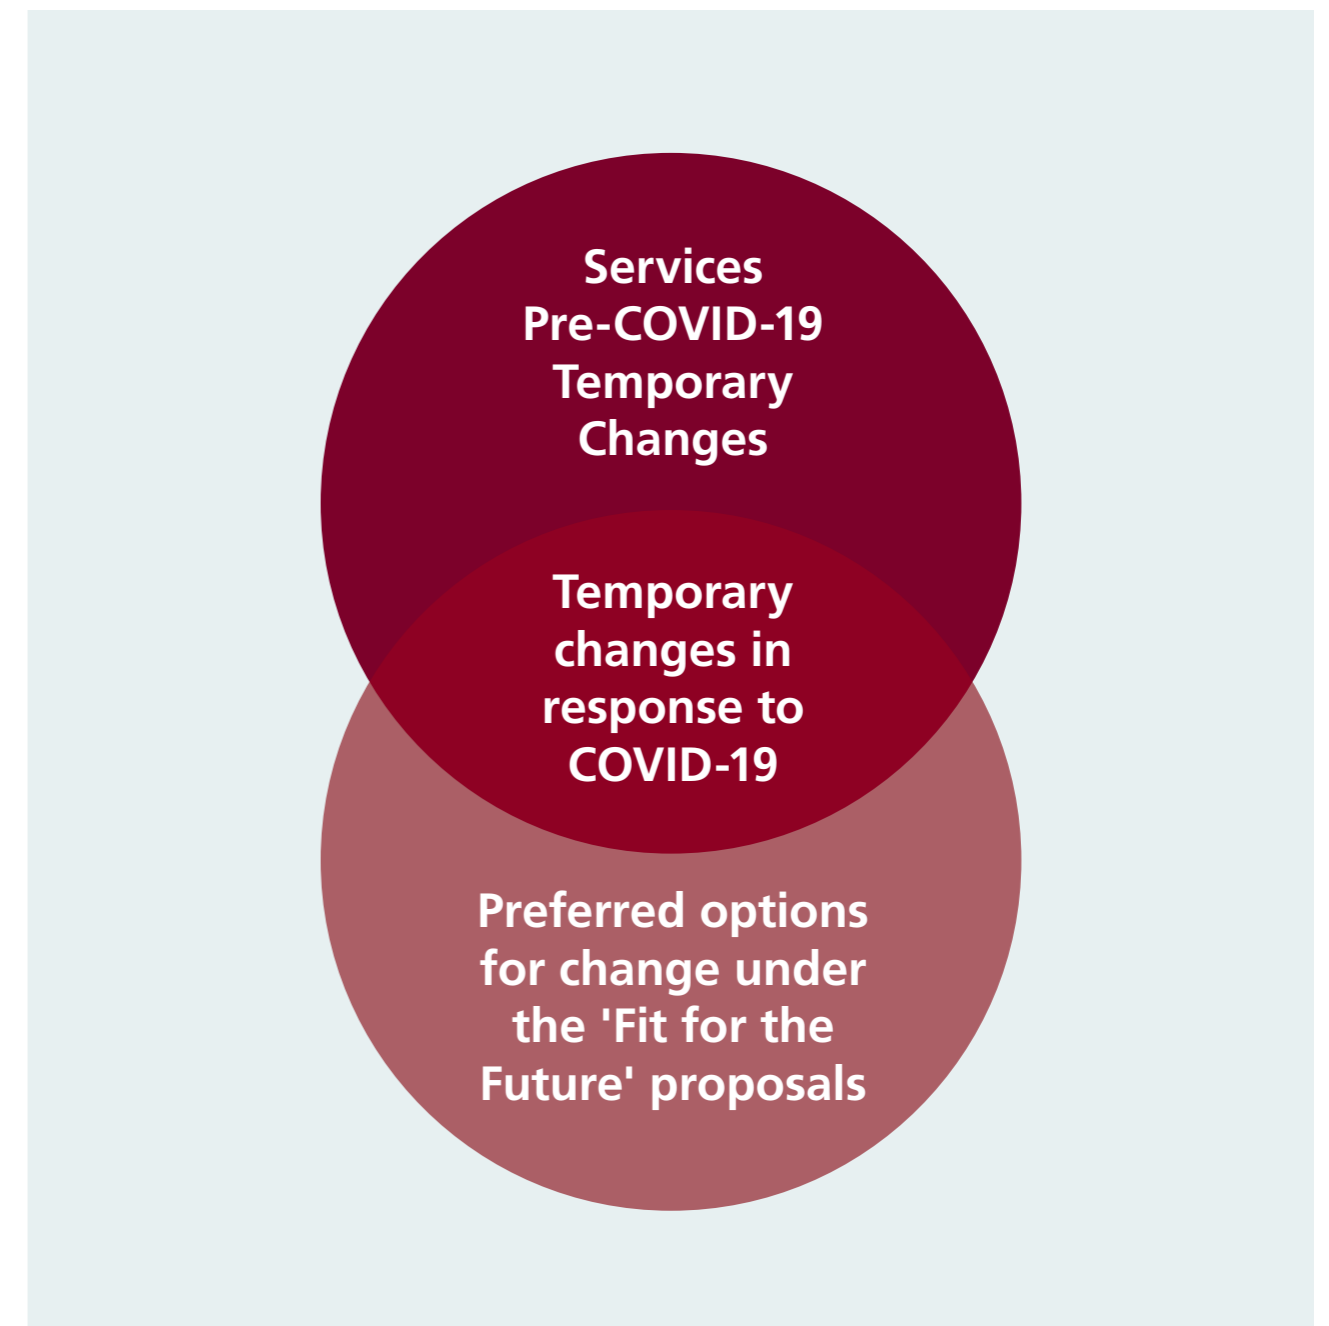 Services
Pre-COVID-19
Temporary
Changes
Temporary
changes in
response to
COVID-19
Preferred options
for change under
the 'Fit for the
Future' proposals